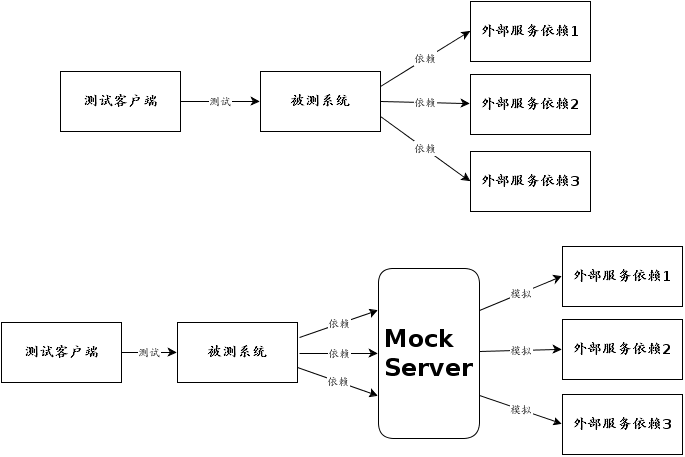 外部服务依赖1
依赖
测试客户端
测试
被测系统
依赖
外部服务依赖2
依赖
外部服务依赖3
外部服务依赖1
模拟
依赖
Mock
Server
测试客户端
测试
被测系统
依赖
模拟
外部服务依赖2
依赖
模拟
外部服务依赖3